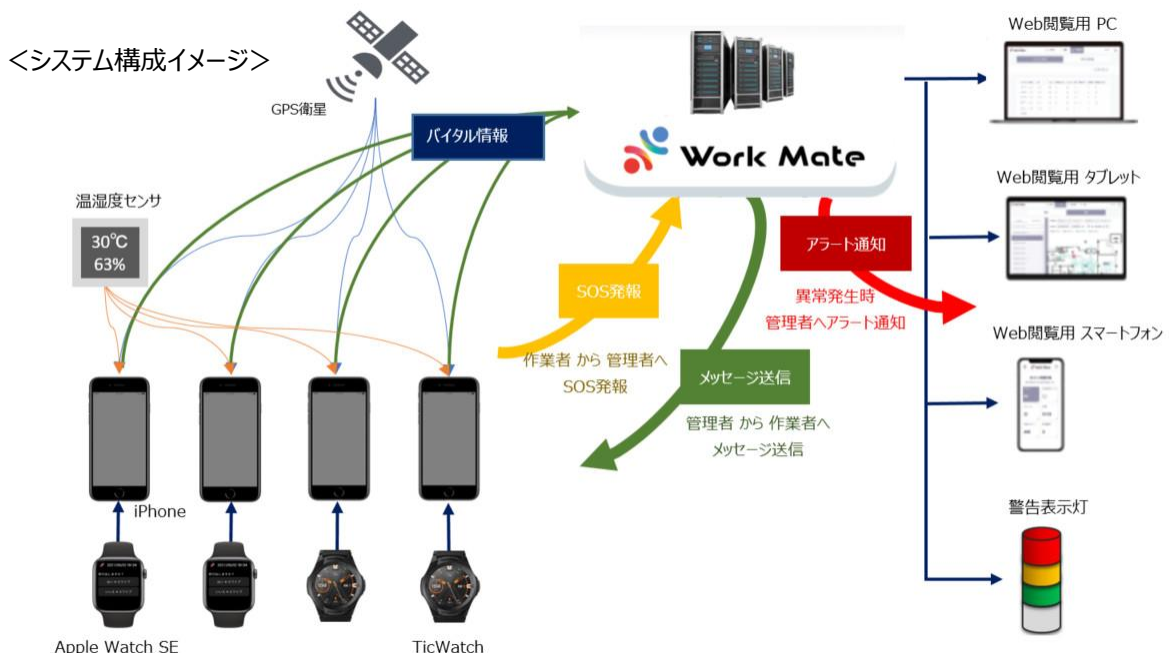 ＜システム構成イメージ＞
GPS衛星
バイタル情報
Work Mate
Web閲覧用 PC
温湿度センサ
30℃
63%
Web閲覧用 タブレット
アラート通知
異常発生時
管理者へアラート通知
SOS発報
作業者 から 管理者へ
SOS発報
メッセージ送信
管理者 から 作業者へ
メッセージ送信
Web閲覧用 スマートフォン
iPhone
警告表示灯
Apple Watch SE
TicWatch